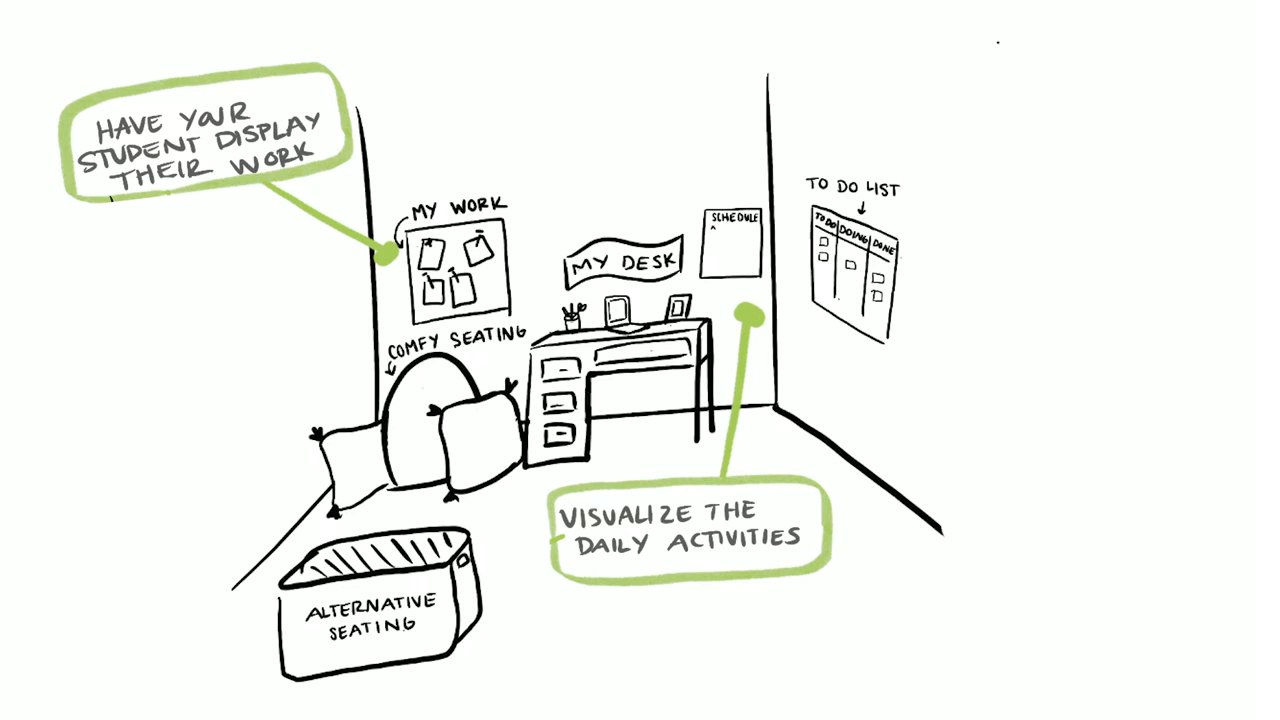 HAVE YOUR
STUDENT DISPLAY
THEIR WORK
MY WORK
MY DESK
SCHEDULE
TO DO LIST
TO DO DOING DONE
COMFY SEATING
VISUALIZE THE
DAILY ACTIVITIES
ALTERNATIVE
SEATING